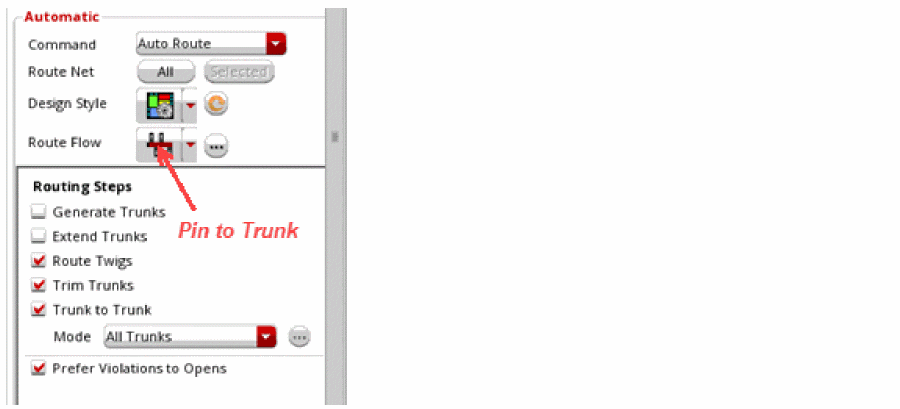 Automatic
Command Auto Route
Route Net All Selected
Design Style
Route Flow
Routing Steps
Generate Trunks
Pin to Trunk
Extend Trunks
Route Twigs
Trim Trunks
Trunk to Trunk
Mode All Trunks
Prefer Violations to Opens